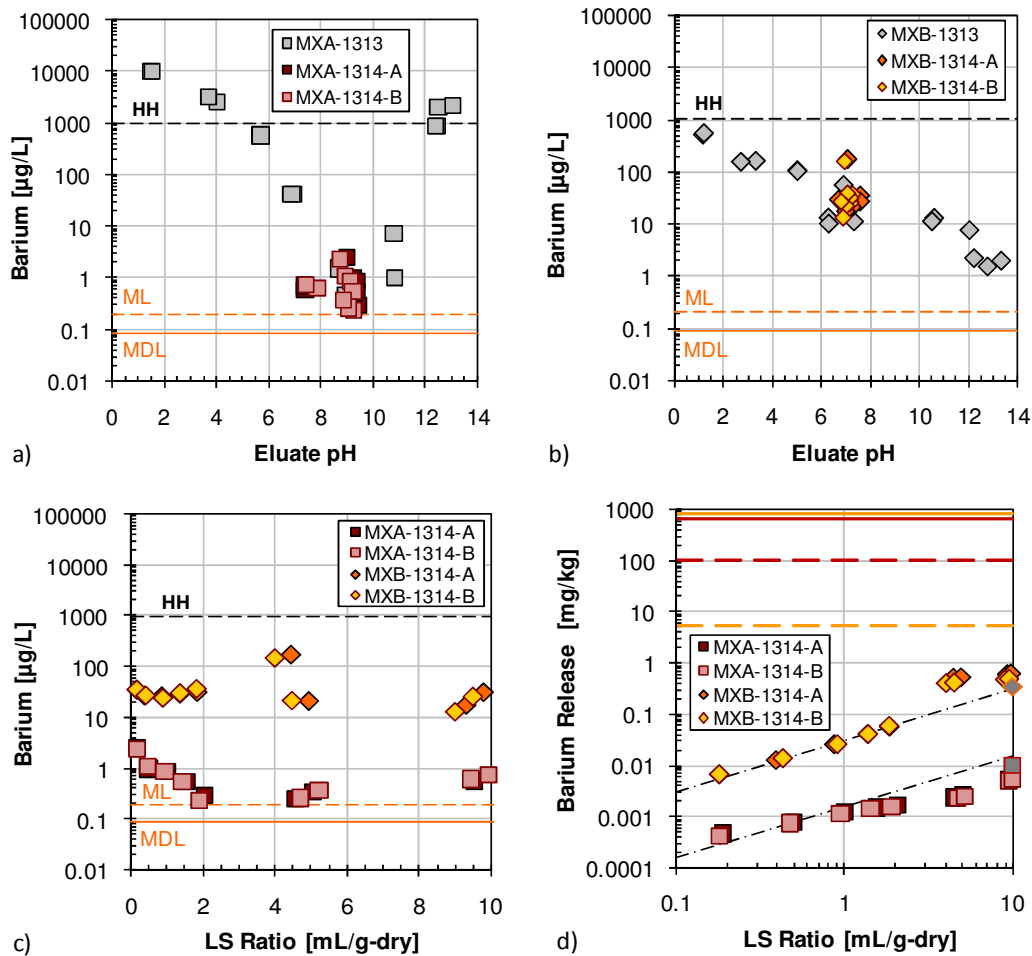 100000
10000
1000
100
10
1
0.1
0.01
Barium [µg/L]
HH
ML
MDL
MXA-1313
MXA-1314-A
MXA-1314-B
0 2 4 6 8 10 12 14
Eluate pH
a)
100000
10000
1000
100
10
1
0.1
0.01
Barium [µg/L]
HH
ML
MDL
MXB-1313
MXB-1314-A
MXB-1314-B
0 2 4 6 8 10 12 14
Eluate pH
b)
100000
10000
1000
100
10
1
0.1
0.01
Barium [µg/L]
HH
ML
MDL
MXA-1314-A
MXA-1314-B
MXB-1314-A
MXB-1314-B
0 2 4 6 8 10
LS Ratio [mL/g-dry]
c)
1000
100
10
1
0.1
0.01
0.001
0.0001
Barium Release [mg/kg]
MXA-1314-A
MXA-1314-B
MXB-1314-A
MXB-1314-B
0.1 1 10
LS Ratio [mL/g-dry]
d)